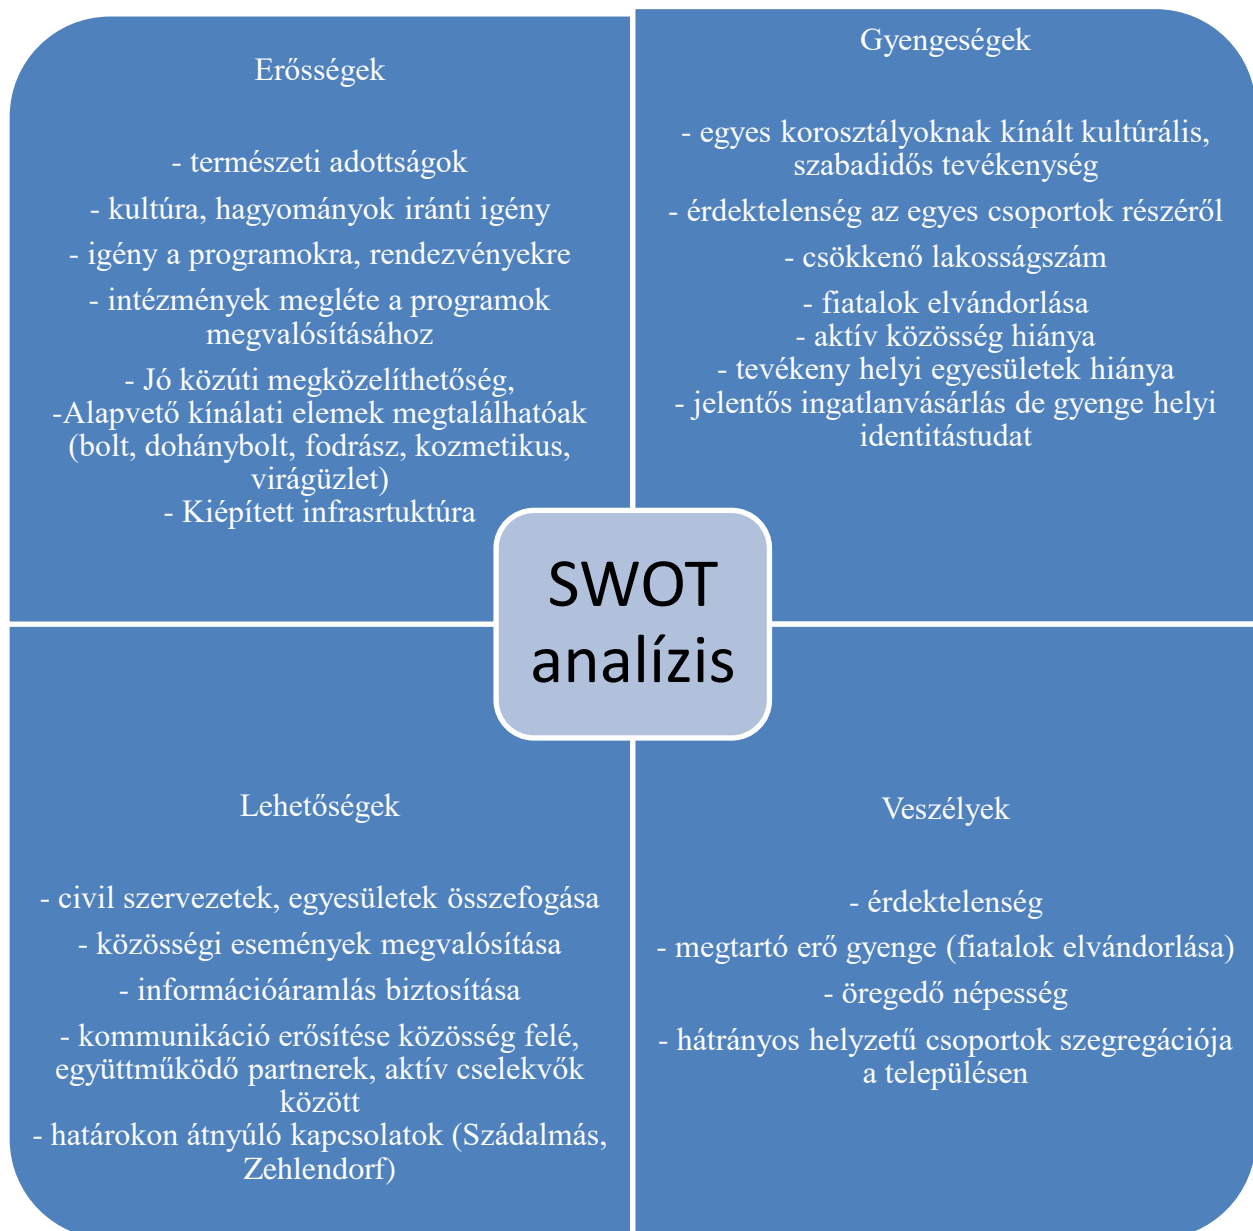 Erősségek
- természeti adottságok
- kultúra, hagyományok iránti igény
- igény a programokra, rendezvényekre
- intézmények megléte a programok
megvalósításához
- Jó közúti megközelíthetőség,
-Alapvető kínálati elemek megtalálhatóak
(bolt, dohánybolt, fodrász, kozmetikus,
virágüzlet)
- Kiépített infrasrtuktúra
Gyengeségek
- egyes korosztályoknak kínált kultúrális,
szabadidős tevékenység
- érdektelenség az egyes csoportok részéről
- csökkenő lakosságszám
- fiatalok elvándorlása
- aktív közösség hiánya
- tevékeny helyi egyesületek hiánya
- jelentős ingatlanvásárlás de gyenge helyi
identitástudat
SWOT
analízis
Lehetőségek
- civil szervezetek, egyesületek összefogása
- közösségi események megvalósítása
- információáramlás biztosítása
- kommunikáció erősítése közösség felé,
együttműködő partnerek, aktív cselekvők
között
- határokon átnyúló kapcsolatok (Szádalmás,
Zehlendorf)
Veszélyek
- érdektelenség
- megtartó erő gyenge (fiatalok elvándorlása)
- öregedő népesség
- hátrányos helyzetű csoportok szegregációja
a településen